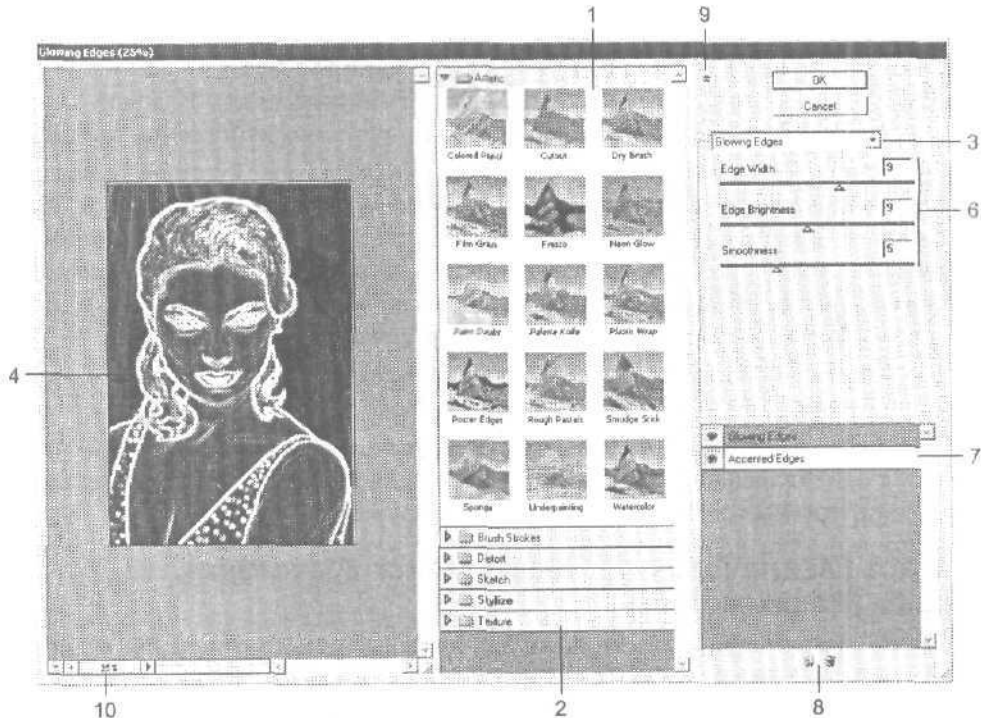 1
9
Glowing Edges (25%)
Artistic
OK
Cancel
Colored Pencil
Cutout
Dry Brush
Glowing Edges
3
Edge Width
9
Film Grain
Fresco
Neon Glow
Edge Brightness
9
6
Smoothness
5
Paint Daubs
Palette Knife
Plastic Wrap
4
Poster Edges
Rough Pastels
Smudge Stick
Glowing Edges
Accented Edges
7
Sponge
Underpainting
Watercolor
Brush Strokes
Distort
Sketch
Stylize
Texture
25%
8
10
2